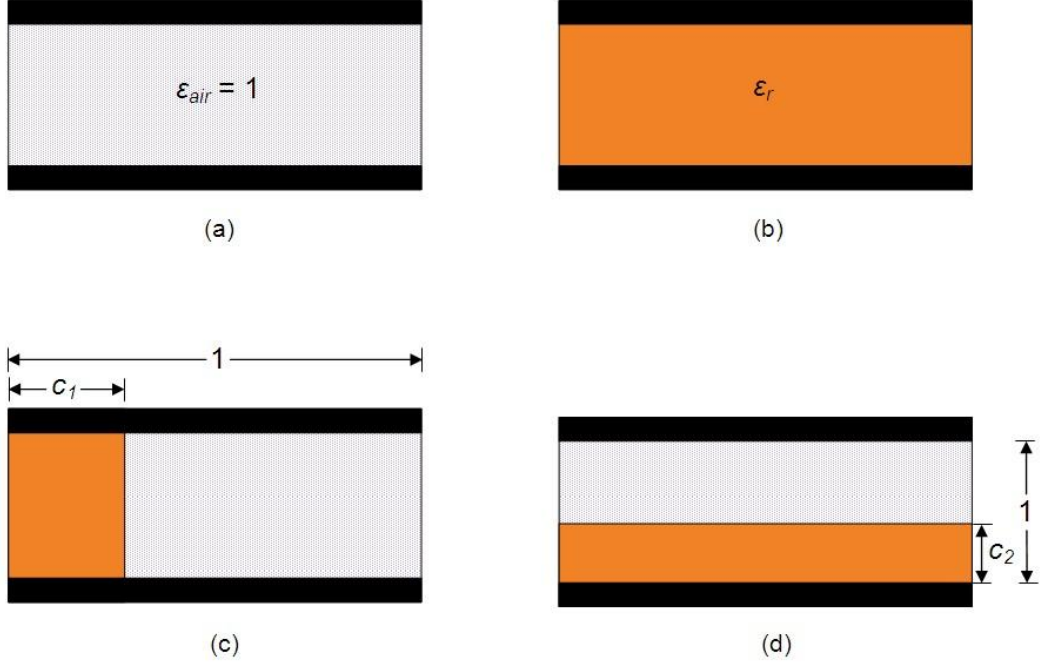 ε_air = 1
ε_r
(a)
(b)
1
c_1
1
c_2
(c)
(d)